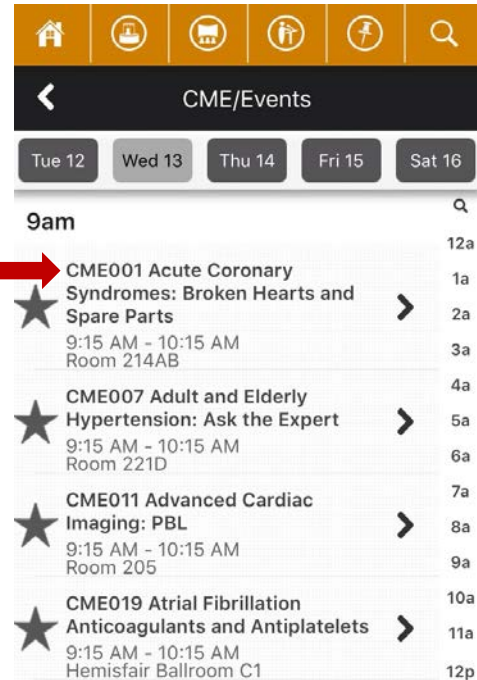 CME/Events
Tue 12
Wed 13
Thu 14
Fri 15
Sat 16
9am
CME001 Acute Coronary
Syndromes: Broken Hearts and
Spare Parts
9:15 AM - 10:15 AM
Room 214AB
CME007 Adult and Elderly
Hypertension: Ask the Expert
9:15 AM - 10:15 AM
Room 221D
CME011 Advanced Cardiac
Imaging: PBL
9:15 AM - 10:15 AM
Room 205
CME019 Atrial Fibrillation
Anticoagulants and Antiplatelets
9:15 AM - 10:15 AM
Hemisfair Ballroom C1
12a
1a
2a
3a
4a
5a
6a
7a
8a
9a
10a
11a
12p